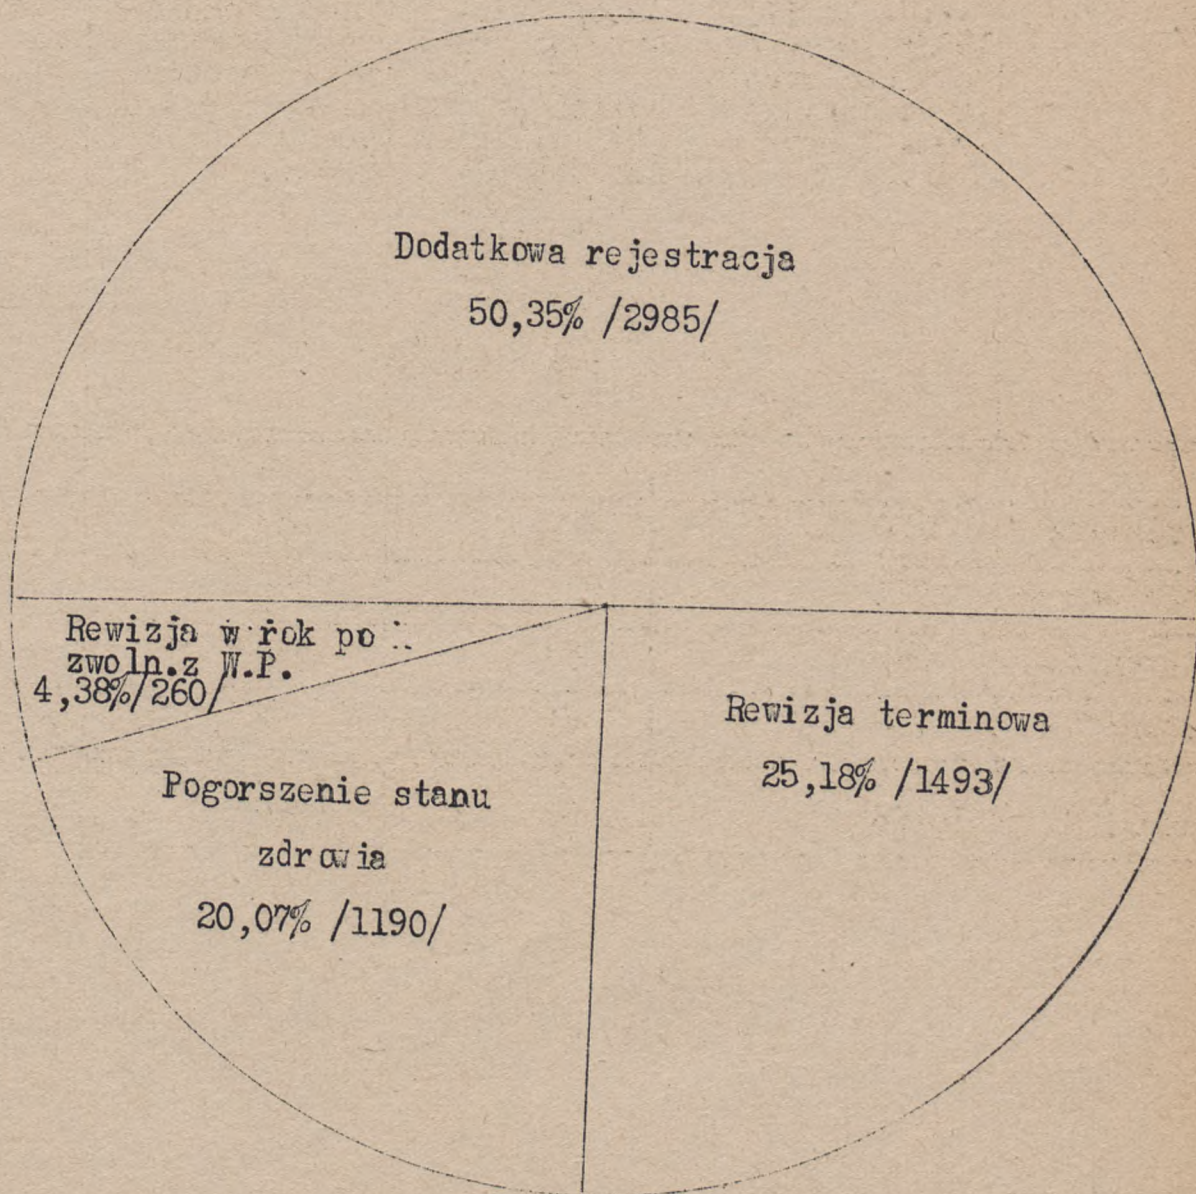 Dodatkowa rejestracja
50,35% /2985/
Rewizja w rok po
zwoln.z W.P.
4,38%/260/
Rewizja terminowa
25,18% /1493/
Pogorszenie stanu
zdrowia
20,07% /1190/